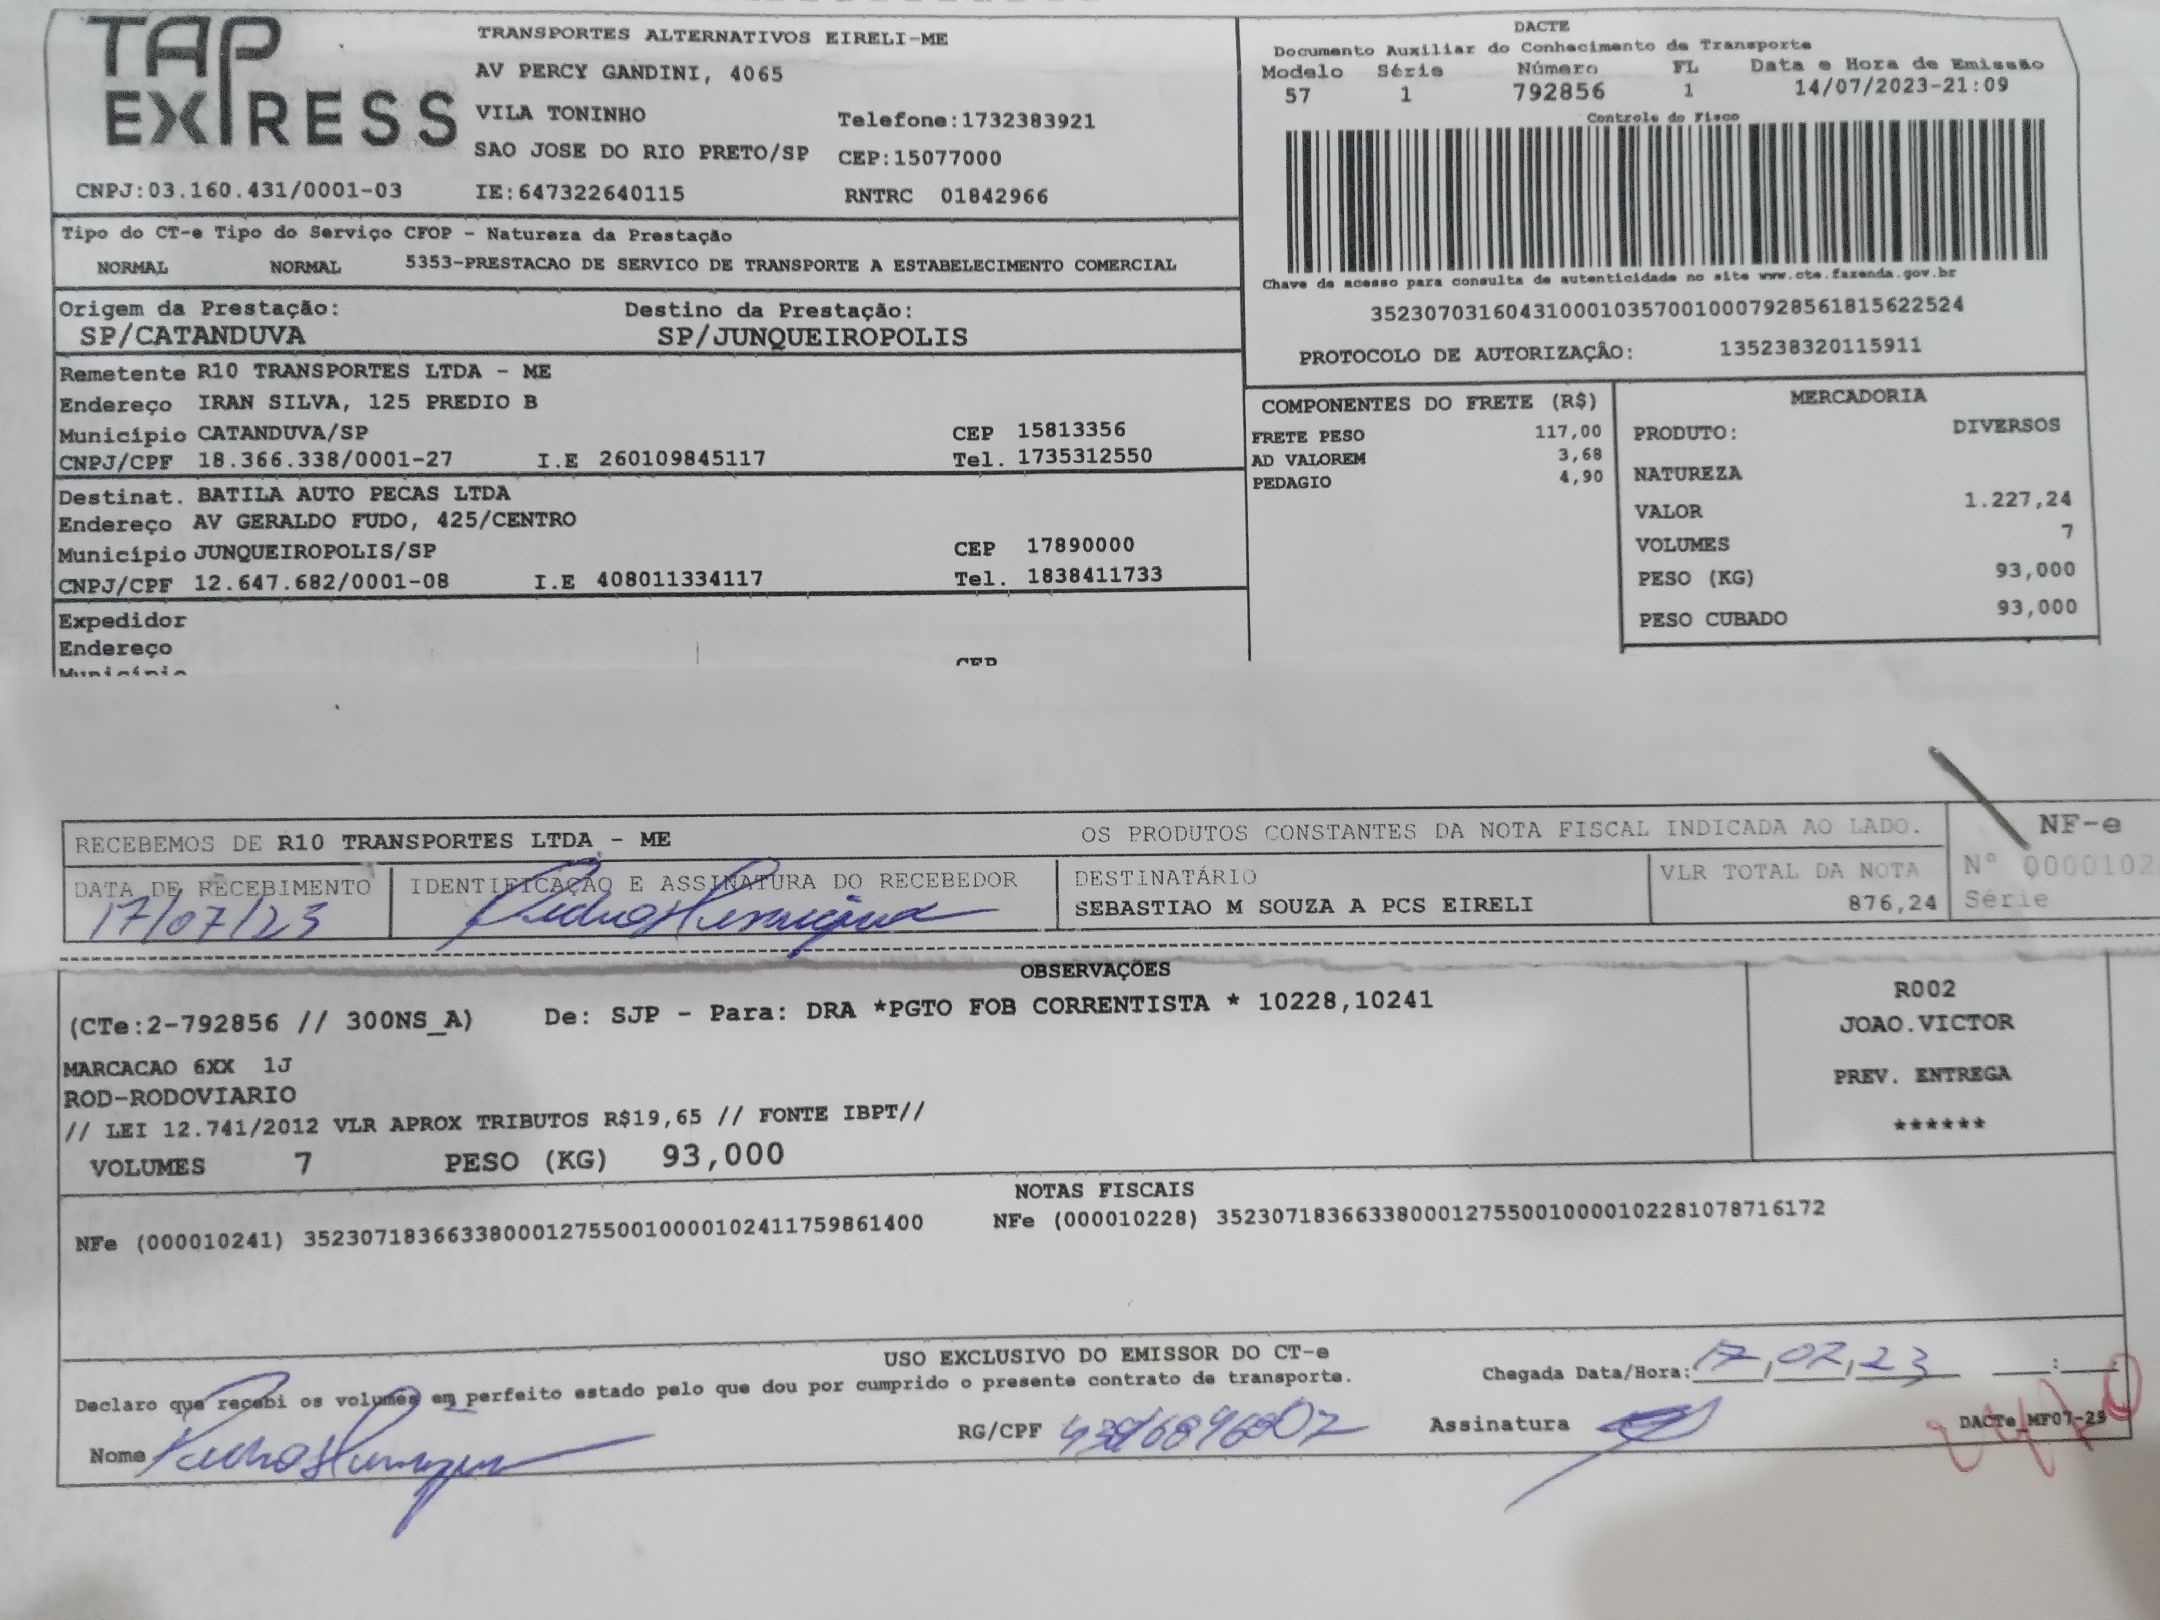 TAP EXPRESS
TRANSPORTES ALTERNATIVOS EIRELI-ME
AV PERCY GANDINI, 4065
VILA TONINHO Telefone:1732383921
SAO JOSE DO RIO PRETO/SP CEP:15077000
CNPJ:03.160.431/0001-03 IE:647322640115 RNTRC 01842966
DACTE
Documento Auxiliar do Conhecimento de Transporte
Modelo Série Número FL Data e Hora de Emissão
57 1 792856 1 14/07/2023-21:09
Controle do Fisco
Chave de acesso para consulta de autenticidade no site www.cte.fazenda.gov.br
35230703160431000103570010007928561815622524
PROTOCOLO DE AUTORIZAÇÂO: 135238320115911
Tipo do CT-e Tipo do Serviço CFOP - Natureza da Prestação
NORMAL NORMAL 5353-PRESTACAO DE SERVICO DE TRANSPORTE A ESTABELECIMENTO COMERCIAL
Origem da Prestação: Destino da Prestação:
SP/CATANDUVA SP/JUNQUEIROPOLIS
Remetente R10 TRANSPORTES LTDA - ME
Endereço IRAN SILVA, 125 PREDIO B
Município CATANDUVA/SP CEP 15813356
CNPJ/CPF 18.366.338/0001-27 I.E 260109845117 Tel. 1735312550
Destinat. BATILA AUTO PECAS LTDA
Endereço AV GERALDO FUDO, 425/CENTRO
Município JUNQUEIROPOLIS/SP CEP 17890000
CNPJ/CPF 12.647.682/0001-08 I.E 408011334117 Tel. 1838411733
Expedidor
Endereço
Município CEP
COMPONENTES DO FRETE (R$)
FRETE PESO 117,00
AD VALOREM 3,68
PEDAGIO 4,90
MERCADORIA
PRODUTO: DIVERSOS
NATUREZA
VALOR 1.227,24
VOLUMES 7
PESO (KG) 93,000
PESO CUBADO 93,000
RECEBEMOS DE R10 TRANSPORTES LTDA - ME OS PRODUTOS CONSTANTES DA NOTA FISCAL INDICADA AO LADO.
NF-e
Nº 0000102
Série
DATA DE RECEBIMENTO IDENTIFICAÇÃO E ASSINATURA DO RECEBEDOR DESTINATÁRIO VLR TOTAL DA NOTA
17/07/23 SEBASTIAO M SOUZA A PCS EIRELI 876,24
OBSERVAÇÕES
(CTe:2-792856 // 300NS_A) De: SJP - Para: DRA *PGTO FOB CORRENTISTA * 10228,10241
MARCACAO 6XX 1J
ROD-RODOVIARIO
// LEI 12.741/2012 VLR APROX TRIBUTOS R$19,65 // FONTE IBPT//
VOLUMES 7 PESO (KG) 93,000
R002
JOAO.VICTOR
PREV. ENTREGA
******
NOTAS FISCAIS
NFe (000010241) 35230718366338000127550010000102411759861400 NFe (000010228) 35230718366338000127550010000102281078716172
USO EXCLUSIVO DO EMISSOR DO CT-e
Declaro que recebi os volumes em perfeito estado pelo que dou por cumprido o presente contrato de transporte.
Chegada Data/Hora: 17,07,23 :
Nome RG/CPF Assinatura
DACTe_MF07-23